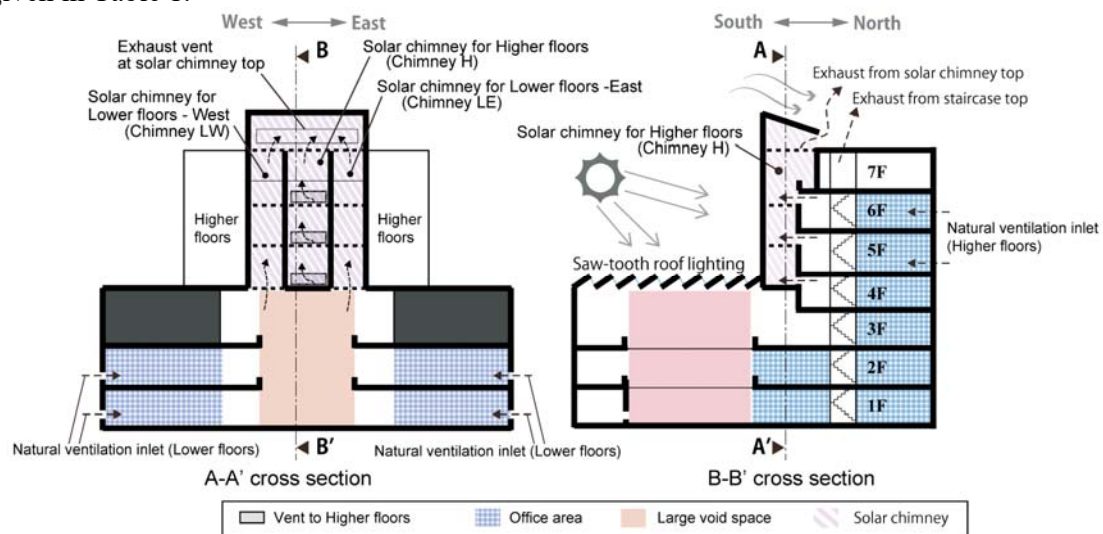 given in Table 1.
West East
South North
B
A
Exhaust vent
at solar chimney top
Solar chimney for Higher floors
(Chimney H)
Solar chimney for
Lower floors - West
(Chimney LW)
Solar chimney for Lower floors -East
(Chimney LE)
Exhaust from solar chimney top
Exhaust from staircase top
Solar chimney for Higher floors
(Chimney H)
Higher
floors
Higher
floors
7F
6F
5F
4F
3F
2F
1F
Natural ventilation inlet
(Higher floors)
Saw-tooth roof lighting
Natural ventilation inlet (Lower floors)
B'
Natural ventilation inlet (Lower floors)
A'
A-A' cross section
B-B' cross section
Vent to Higher floors
Office area
Large void space
Solar chimney